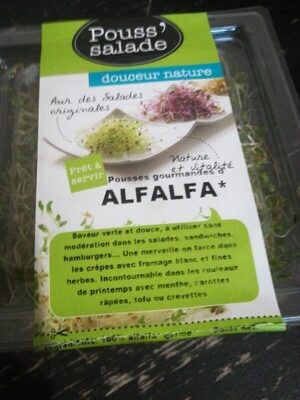 Pouss'
salade
douceur nature
Pour des Salades
originales
Nature
et Vitalité
Prêt à
servir
Pousses gourmandes d'
ALFALFA*
Saveur verte et douce, à utiliser sans
modération dans les salades, sandwiches,
hamburgers... Une merveille en farce dans
les crêpes avec fromage blanc et fines
herbes. Incontournable dans les rouleaux
de printemps avec menthe, carottes
râpées, tofu ou crevettes